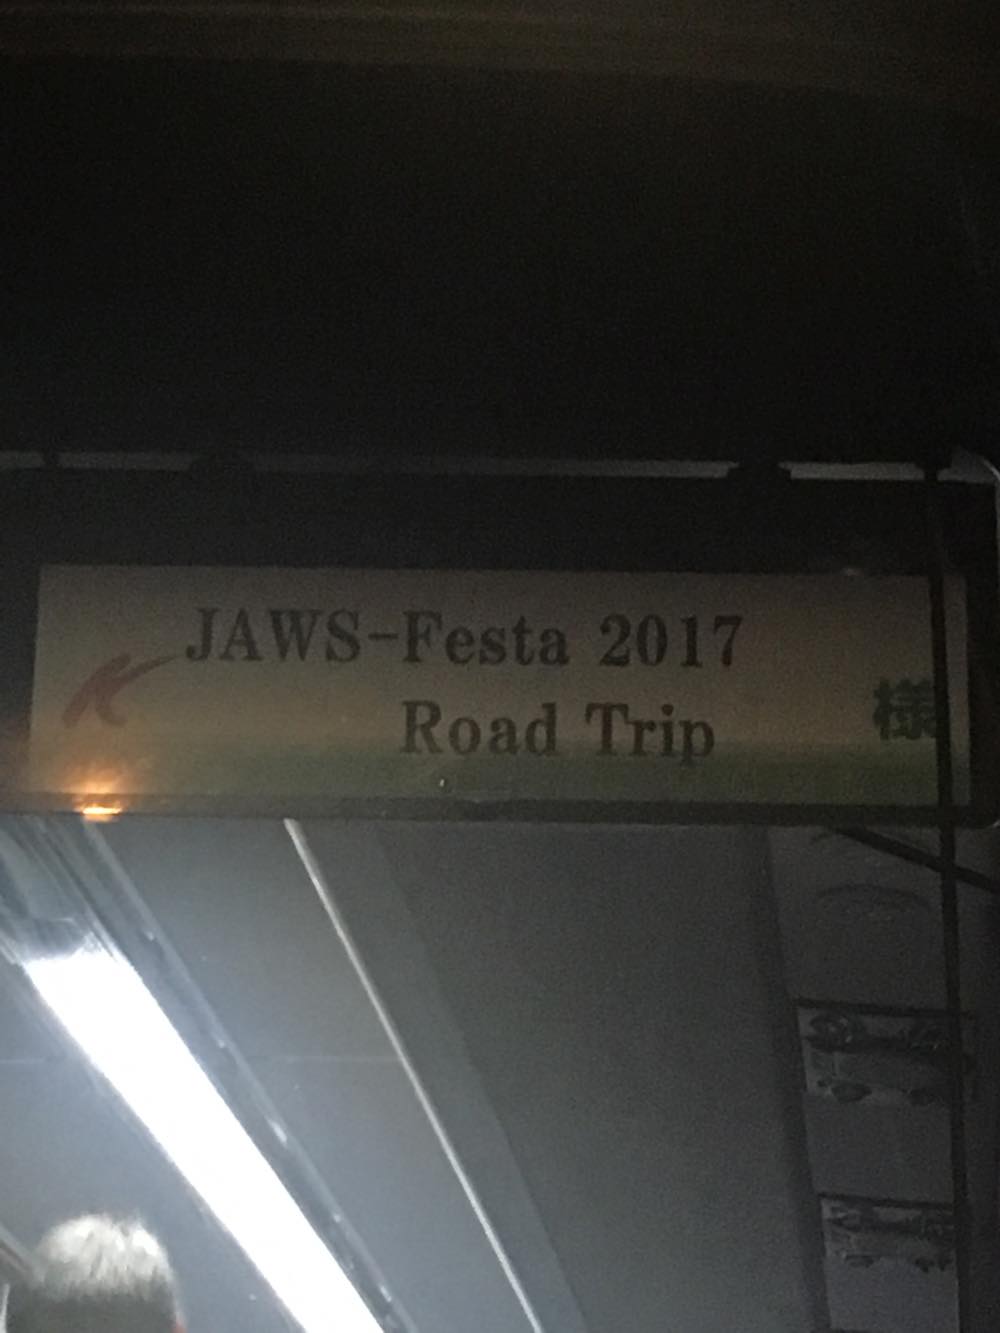 JAWS-Festa 2017
Road Trip
様